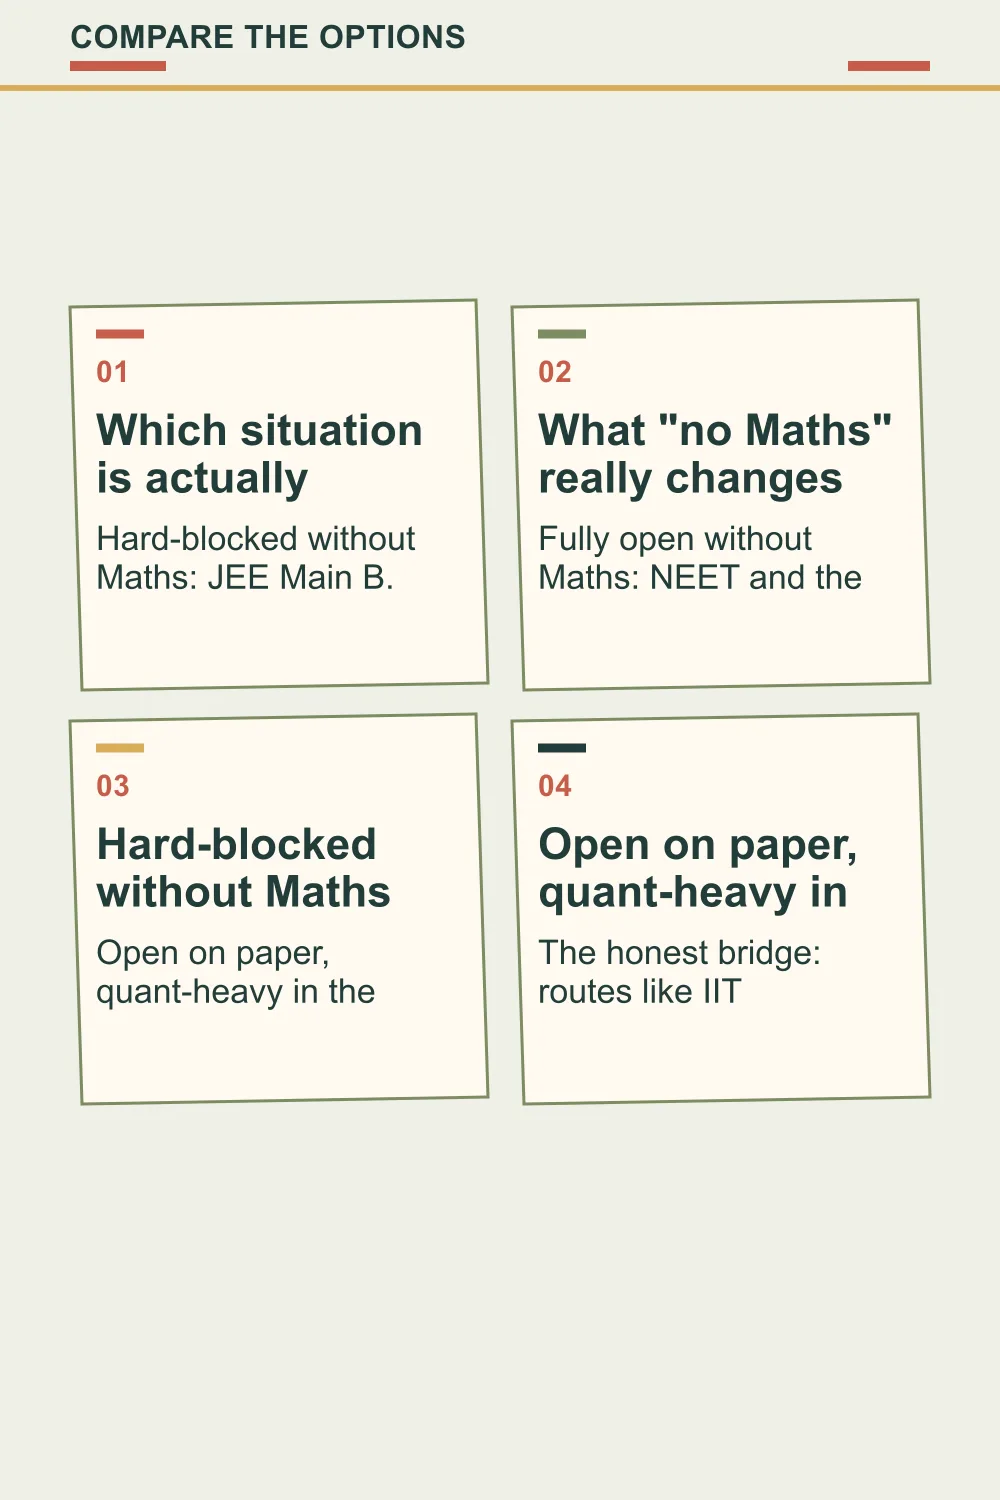 COMPARE THE OPTIONS
01
Which situation
is actually
Hard-blocked without
Maths: JEE Main B.
02
What "no Maths"
really changes
Fully open without
Maths: NEET and the
03
Hard-blocked
without Maths
Open on paper,
quant-heavy in the
04
Open on paper,
quant-heavy in
The honest bridge:
routes like IIT